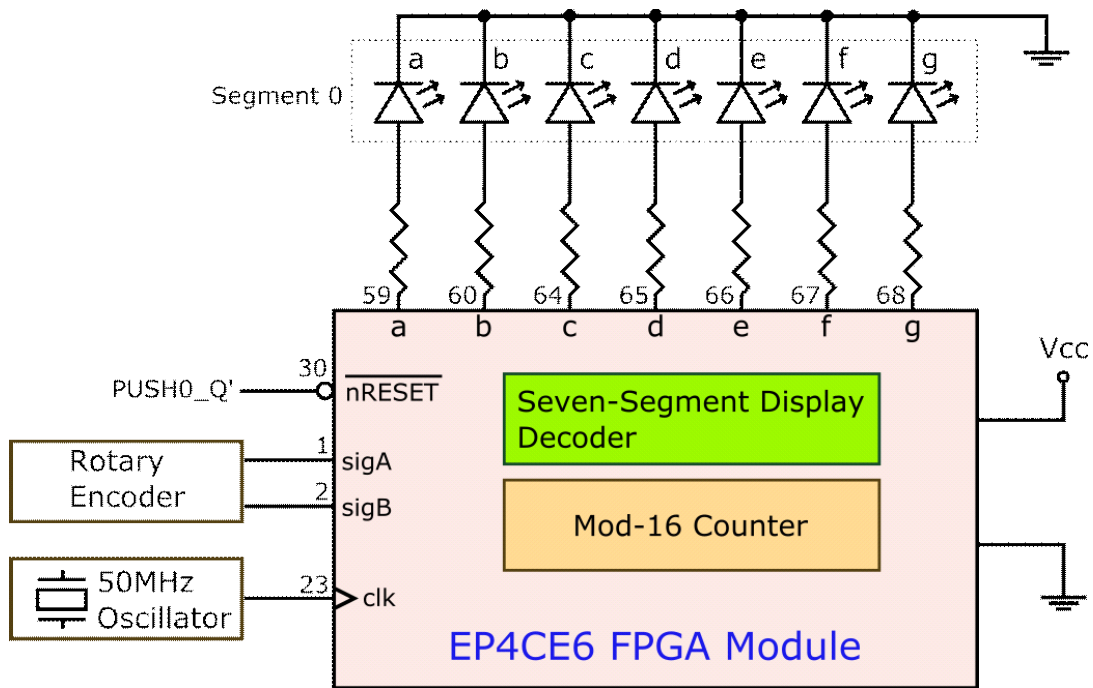 a b c d e f g
Segment 0
59 60 64 65 66 67 68
a b c d e f g
Vcc
30
PUSH0_Q'
nRESET
Seven-Segment Display
Decoder
Rotary
Encoder
1
sigA
2
sigB
Mod-16 Counter
50MHz
Oscillator
23
clk
EP4CE6 FPGA Module